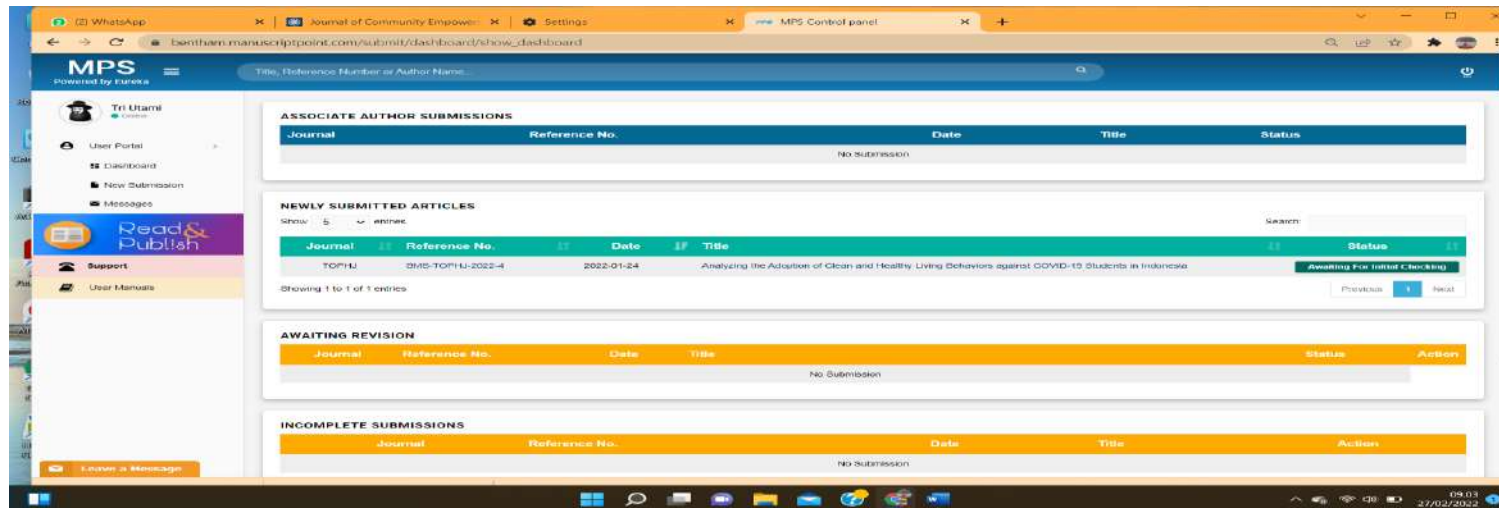 (2) WhatsApp
Journal of Community Empower
Settings
MPS Control panel
bentham.manuscriptpoint.com/submit/dashboard/show_dashboard
MPS
Powered by Eureka
Title, Reference Number or Author Name...
Tri Utami
Online
User Portal
Dashboard
New Submission
Messages
Read&
Publish
Support
User Manuals
Leave a Message
ASSOCIATE AUTHOR SUBMISSIONS
Journal Reference No. Date Title Status
No Submission
NEWLY SUBMITTED ARTICLES
Show 5 entries Search:
Journal Reference No. Date Title Status
TOPHJ BMS-TOPHJ-2022-4 2022-01-24 Analyzing the Adoption of Clean and Healthy Living Behaviors against COVID-19 Students in Indonesia Awaiting For Initial Checking
Showing 1 to 1 of 1 entries Previous 1 Next
AWAITING REVISION
Journal Reference No. Date Title Status Action
No Submission
INCOMPLETE SUBMISSIONS
Journal Reference No. Date Title Action
No Submission
09.03
27/02/2022